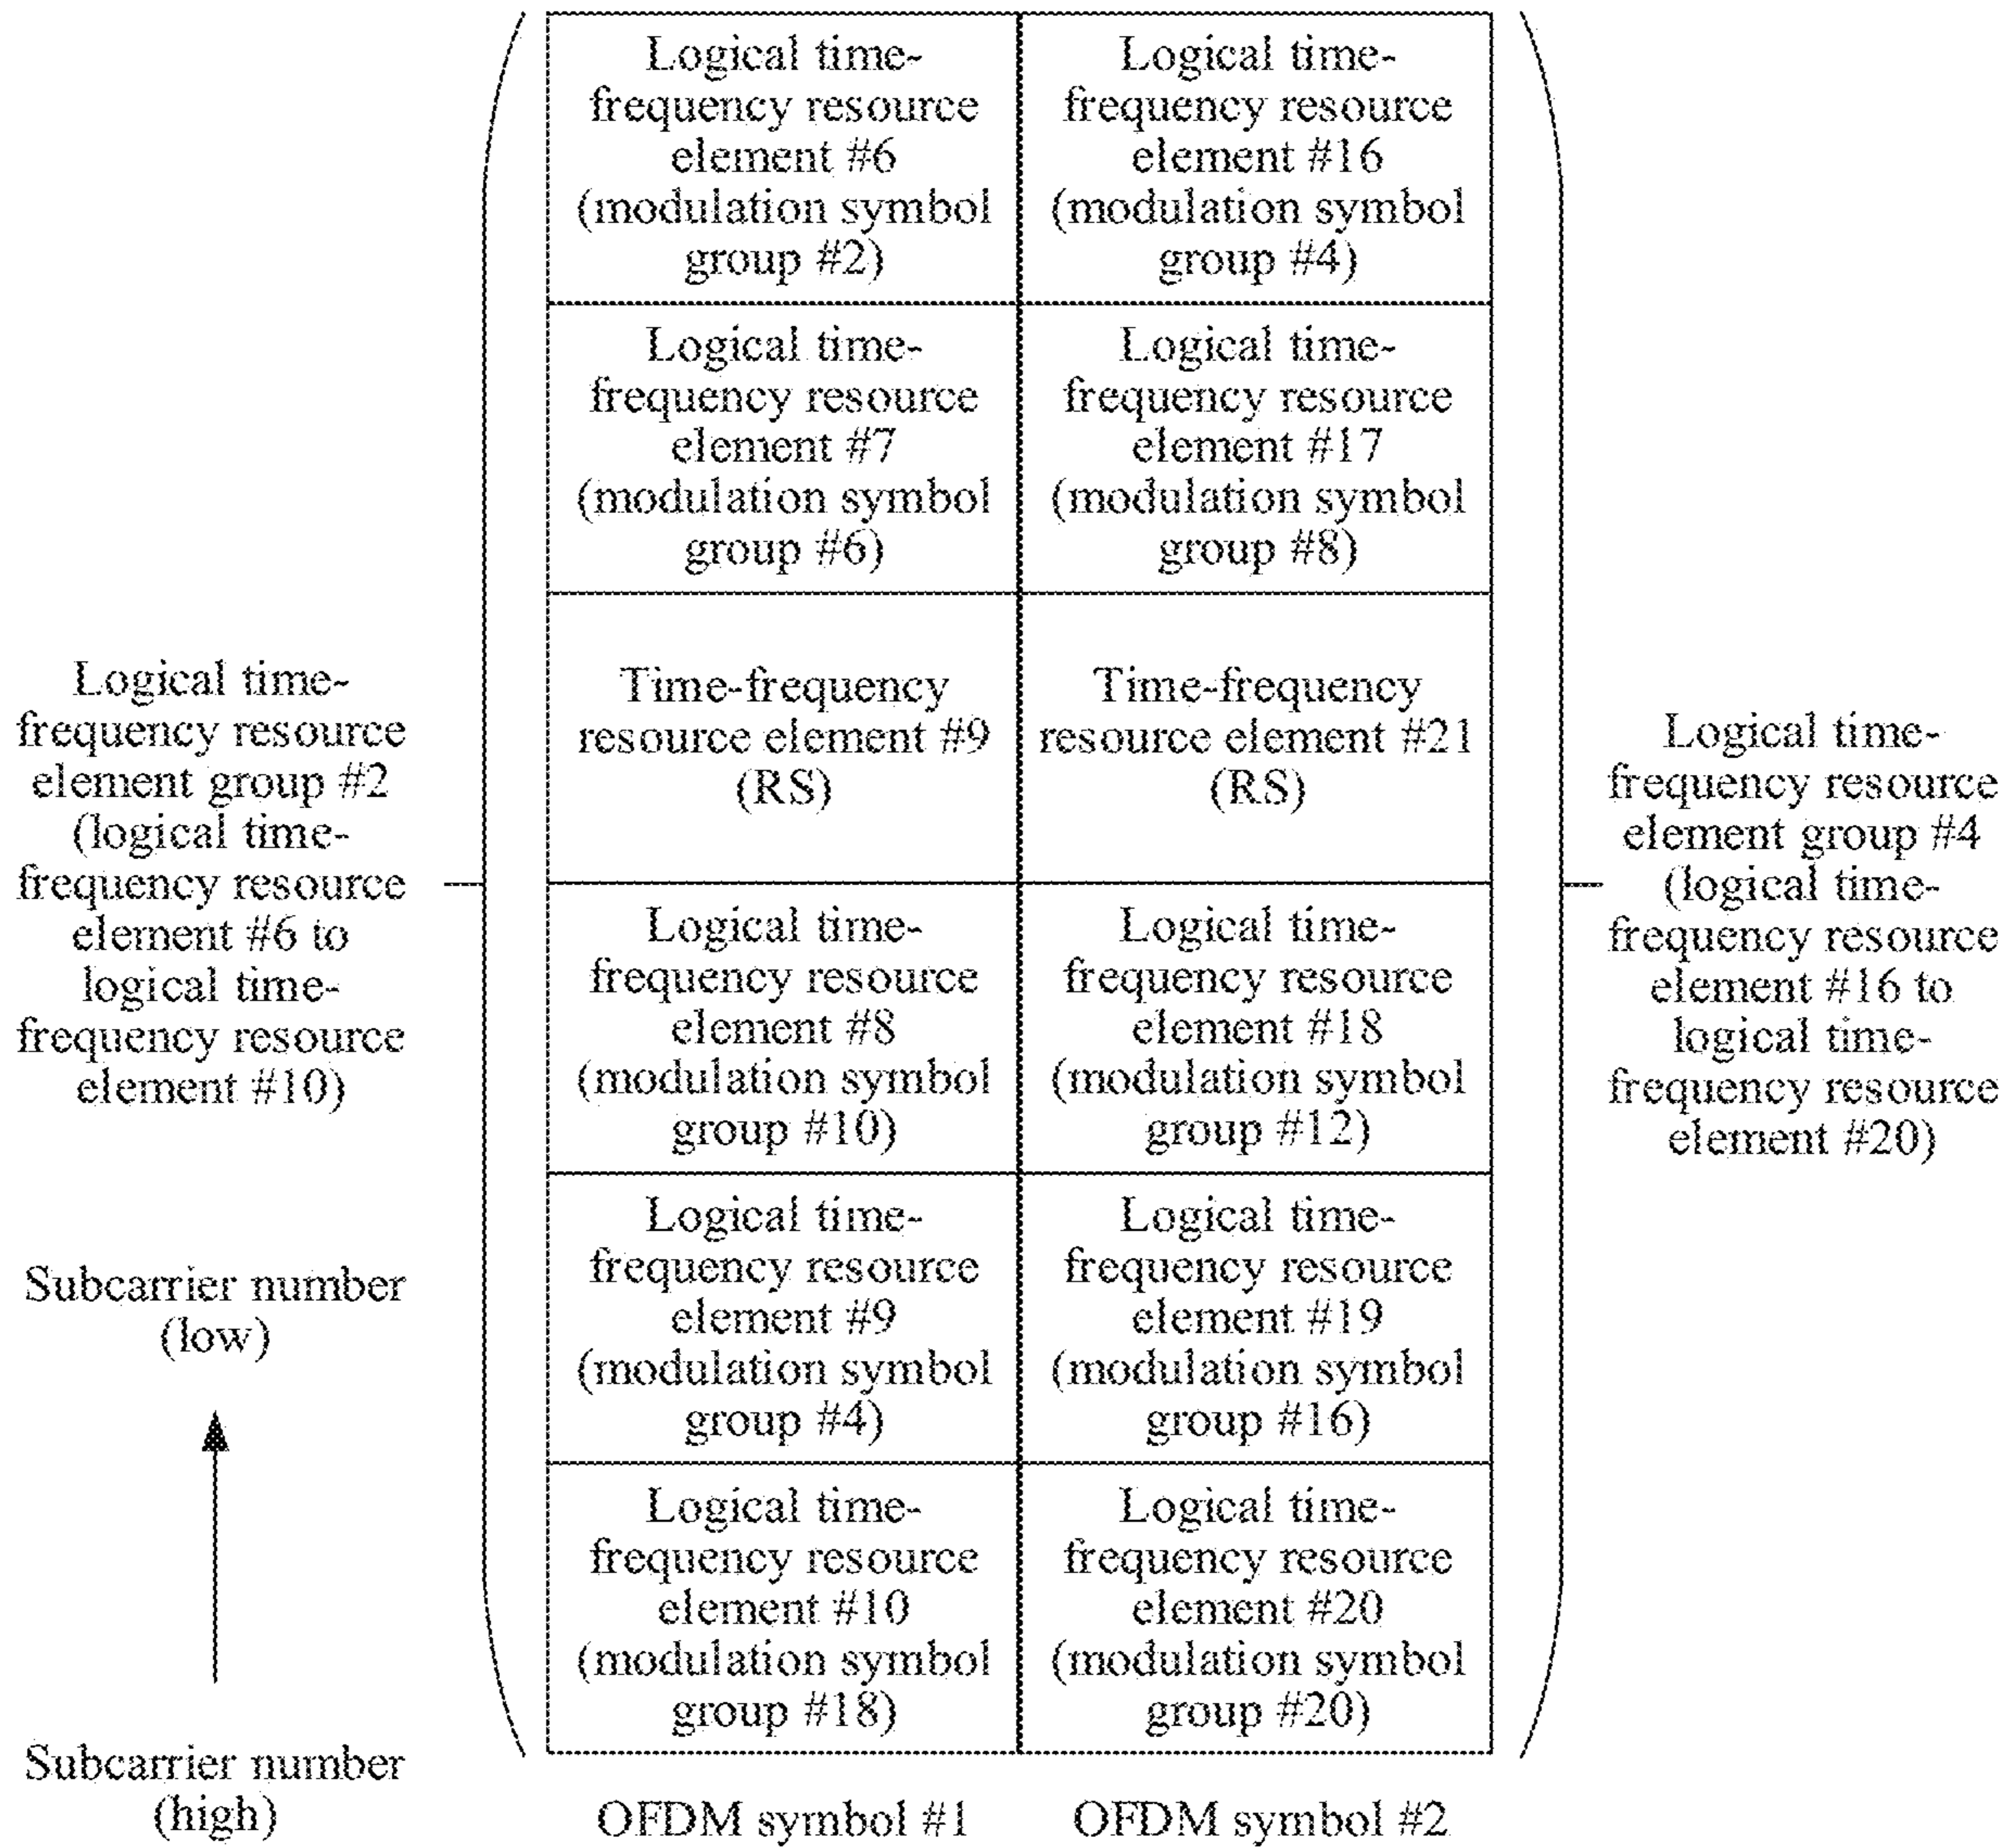 Logical time-
frequency resource
element group #2
(logical time-
frequency resource
element #6 to
logical time-
frequency resource
element #10)
Subcarrier number
(low)
Subcarrier number
(high)
Logical time-
frequency resource
element #6
(modulation symbol
group #2)
Logical time-
frequency resource
element #16
(modulation symbol
group #4)
Logical time-
frequency resource
element #7
(modulation symbol
group #6)
Logical time-
frequency resource
element #17
(modulation symbol
group #8)
Time-frequency
resource element #9
(RS)
Time-frequency
resource element #21
(RS)
Logical time-
frequency resource
element #8
(modulation symbol
group #10)
Logical time-
frequency resource
element #18
(modulation symbol
group #12)
Logical time-
frequency resource
element #9
(modulation symbol
group #4)
Logical time-
frequency resource
element #19
(modulation symbol
group #16)
Logical time-
frequency resource
element #10
(modulation symbol
group #18)
Logical time-
frequency resource
element #20
(modulation symbol
group #20)
OFDM symbol #1
OFDM symbol #2
Logical time-
frequency resource
element group #4
(logical time-
frequency resource
element #16 to
logical time-
frequency resource
element #20)